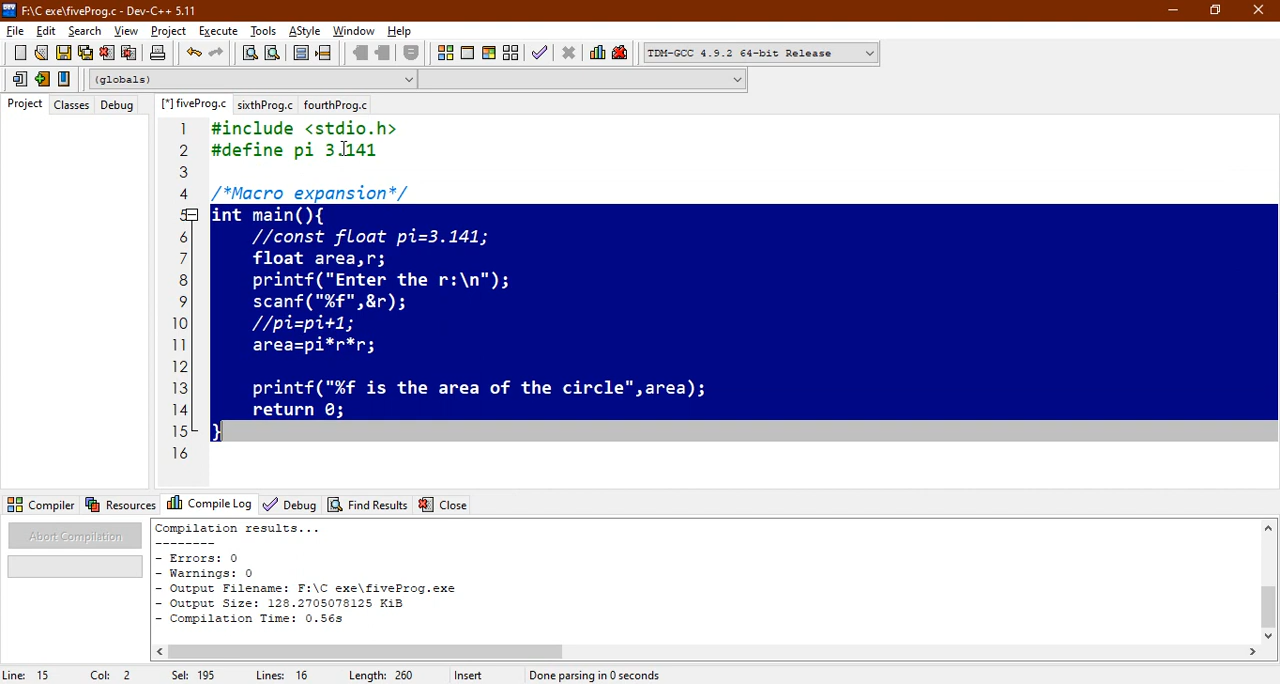 F:\C exe\fiveProg.c - Dev-C++ 5.11
File Edit Search View Project Execute Tools AStyle Window Help
TDM-GCC 4.9.2 64-bit Release
(globals)
Project Classes Debug [*] fiveProg.c sixthProg.c fourthProg.c
1 #include <stdio.h>
2 #define pi 3.141
3
4 /*Macro expansion*/
5 int main(){
6 //const float pi=3.141;
7 float area,r;
8 printf("Enter the r:\n");
9 scanf("%f",&r);
10 //pi=pi+1;
11 area=pi*r*r;
12
13 printf("%f is the area of the circle",area);
14 return 0;
15 }
16
Compiler Resources Compile Log Debug Find Results Close
Abort Compilation
Compilation results...
--------
- Errors: 0
- Warnings: 0
- Output Filename: F:\C exe\fiveProg.exe
- Output Size: 128.2705078125 KiB
- Compilation Time: 0.56s
Line: 15 Col: 2 Sel: 195 Lines: 16 Length: 260 Insert Done parsing in 0 seconds